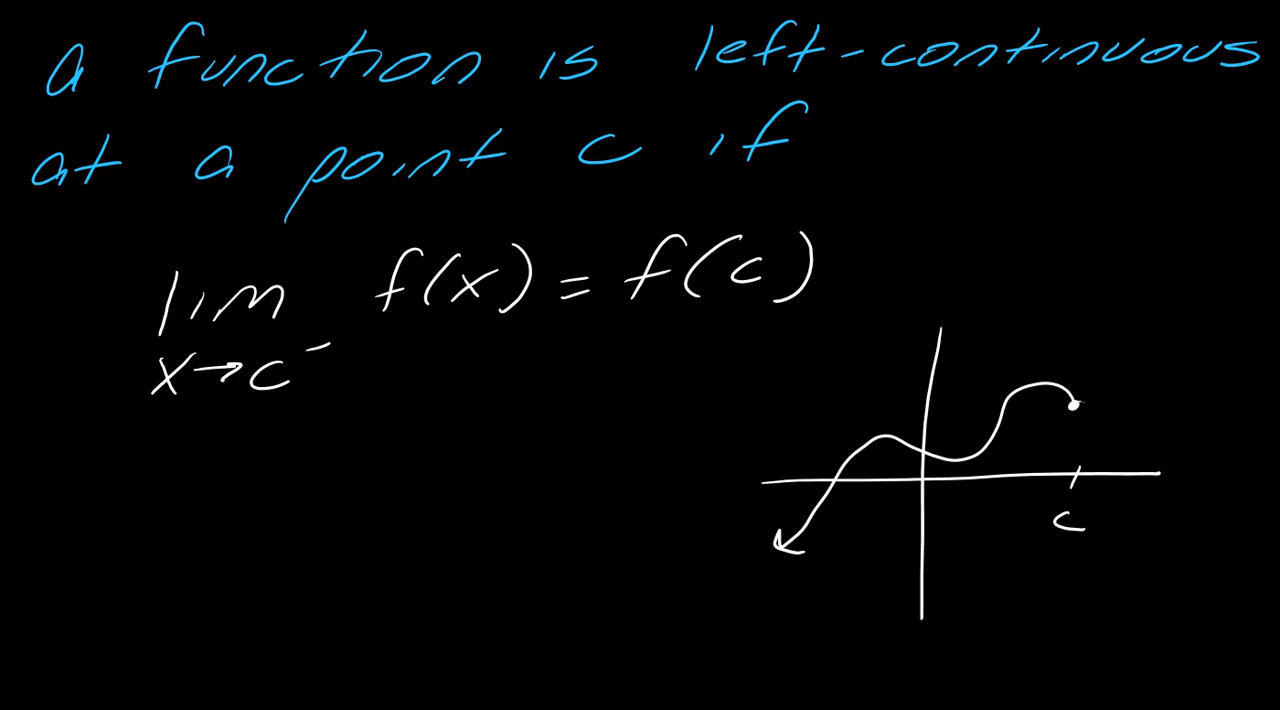 a function is left-continuous
at a point c if
lim f(x) = f(c)
x→c⁻
c